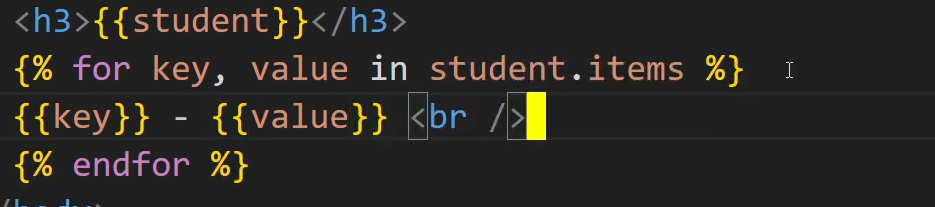 <h3>{{student}}</h3>
{% for key, value in student.items %}
{{key}} - {{value}} <br />
{% endfor %}